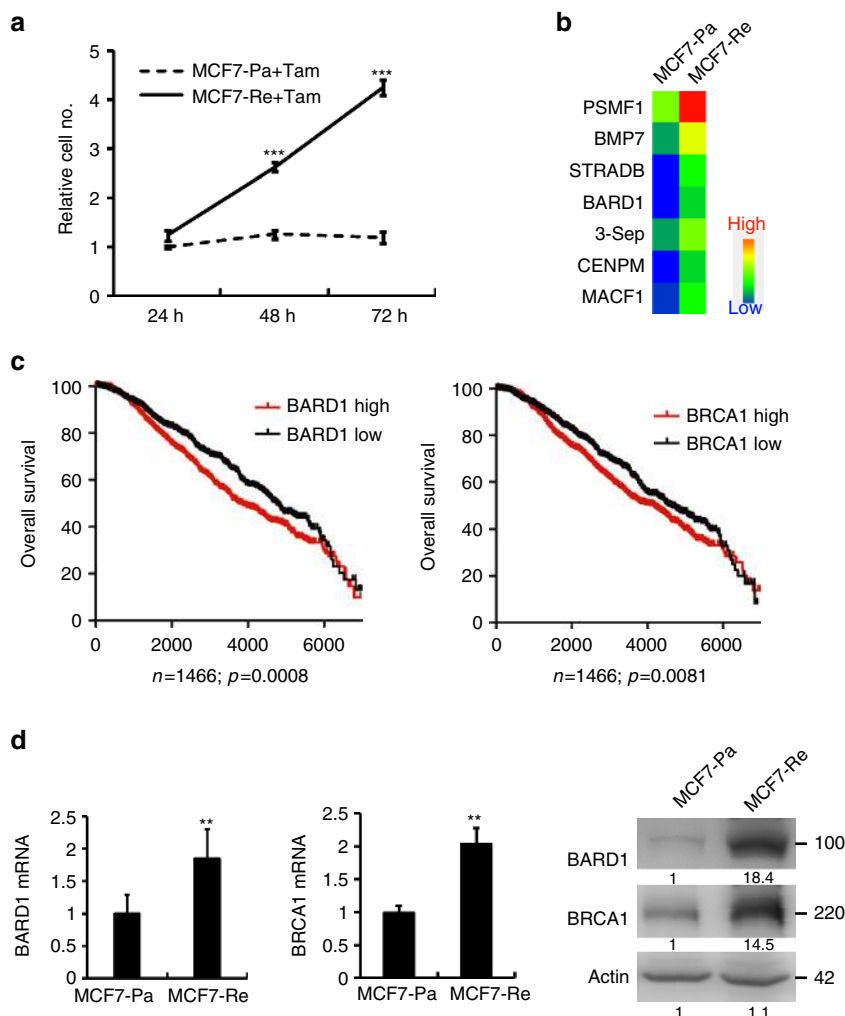 a
5
4
3
2
1
0
Relative cell no.
MCF7-Pa+Tam
MCF7-Re+Tam
***
***
24 h
48 h
72 h
b
MCF7-Pa
MCF7-Re
PSMF1
BMP7
STRADB
BARD1
3-Sep
CENPM
MACF1
High
Low
c
100
80
60
40
20
0
Overall survival
BARD1 high
BARD1 low
0
2000
4000
6000
n=1466; p=0.0008
100
80
60
40
20
0
Overall survival
BRCA1 high
BRCA1 low
0
2000
4000
6000
n=1466; p=0.0081
d
2.5
2
1.5
1
0.5
0
BARD1 mRNA
**
MCF7-Pa
MCF7-Re
2.5
2
1.5
1
0.5
0
BRCA1 mRNA
**
MCF7-Pa
MCF7-Re
MCF7-Pa
MCF7-Re
BARD1
100
1
18.4
BRCA1
220
1
14.5
Actin
42
1
1.1